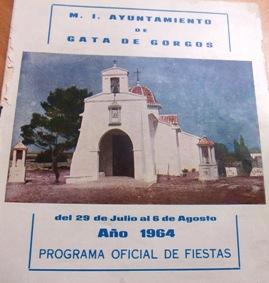 M. I. AYUNTAMIENTO
DE
GATA DE GORGOS
del 29 de Julio al 6 de Agosto
Año 1964
PROGRAMA OFICIAL DE FIESTAS